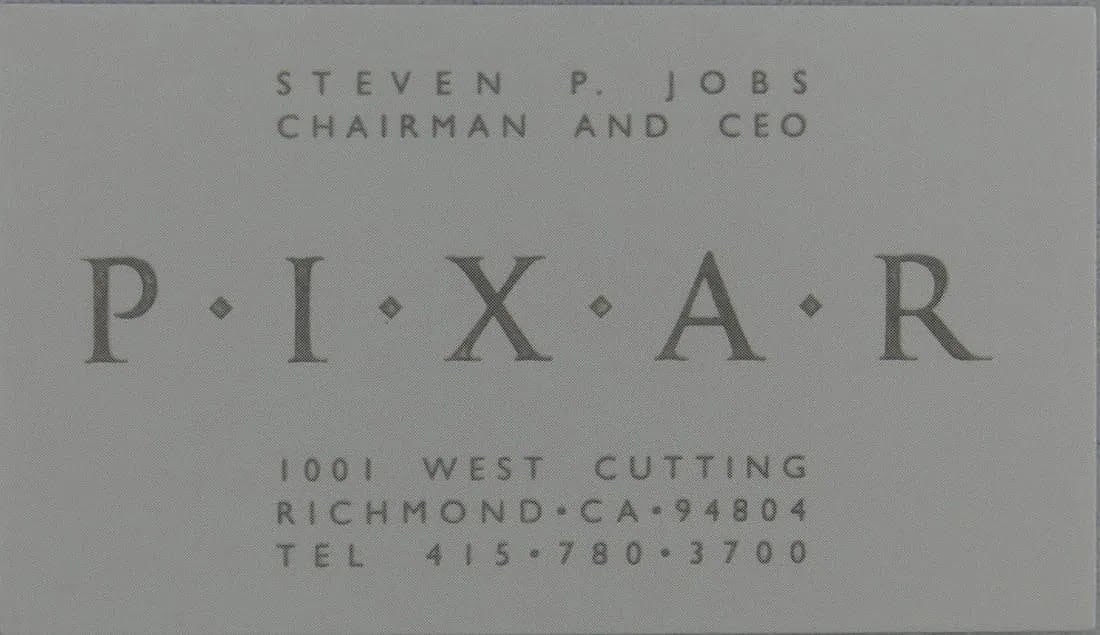 STEVEN P. JOBS
CHAIRMAN AND CEO
P·I·X·A·R
1001 WEST CUTTING
RICHMOND·CA·94804
TEL 415·780·3700